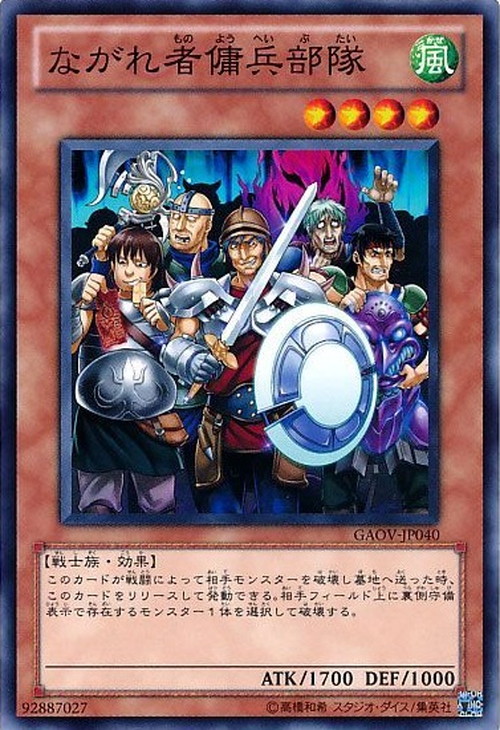 ながれ者傭兵部隊
もの よう へい ぶ たい
風
かぜ
GAOV-JP040
【戦士族・効果】
このカードが戦闘によって相手モンスターを破壊し墓地へ送った時、
このカードをリリースして発動できる。相手フィールド上に裏側守備
表示で存在するモンスター1体を選択して破壊する。
ATK/1700 DEF/1000
92887027
©高橋和希 スタジオ・ダイス/集英社